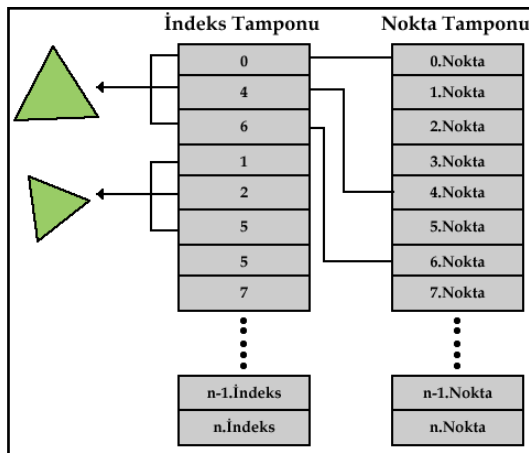 İndeks Tamponu Nokta Tamponu
0 0.Nokta
4 1.Nokta
6 2.Nokta
1 3.Nokta
2 4.Nokta
5 5.Nokta
5 6.Nokta
7 7.Nokta
n-1.İndeks n-1.Nokta
n.İndeks n.Nokta